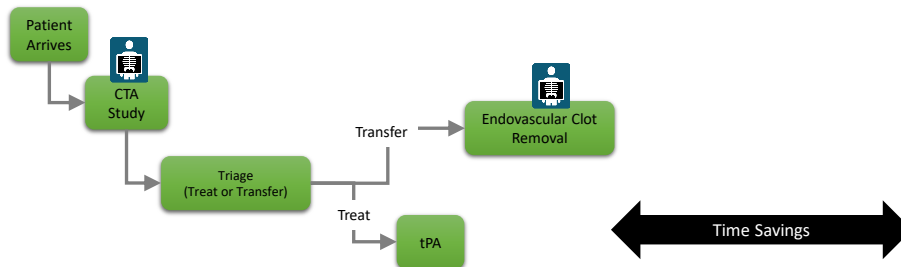 Patient
Arrives
CTA
Study
Transfer
Endovascular Clot
Removal
Triage
(Treat or Transfer)
Treat
tPA
Time Savings